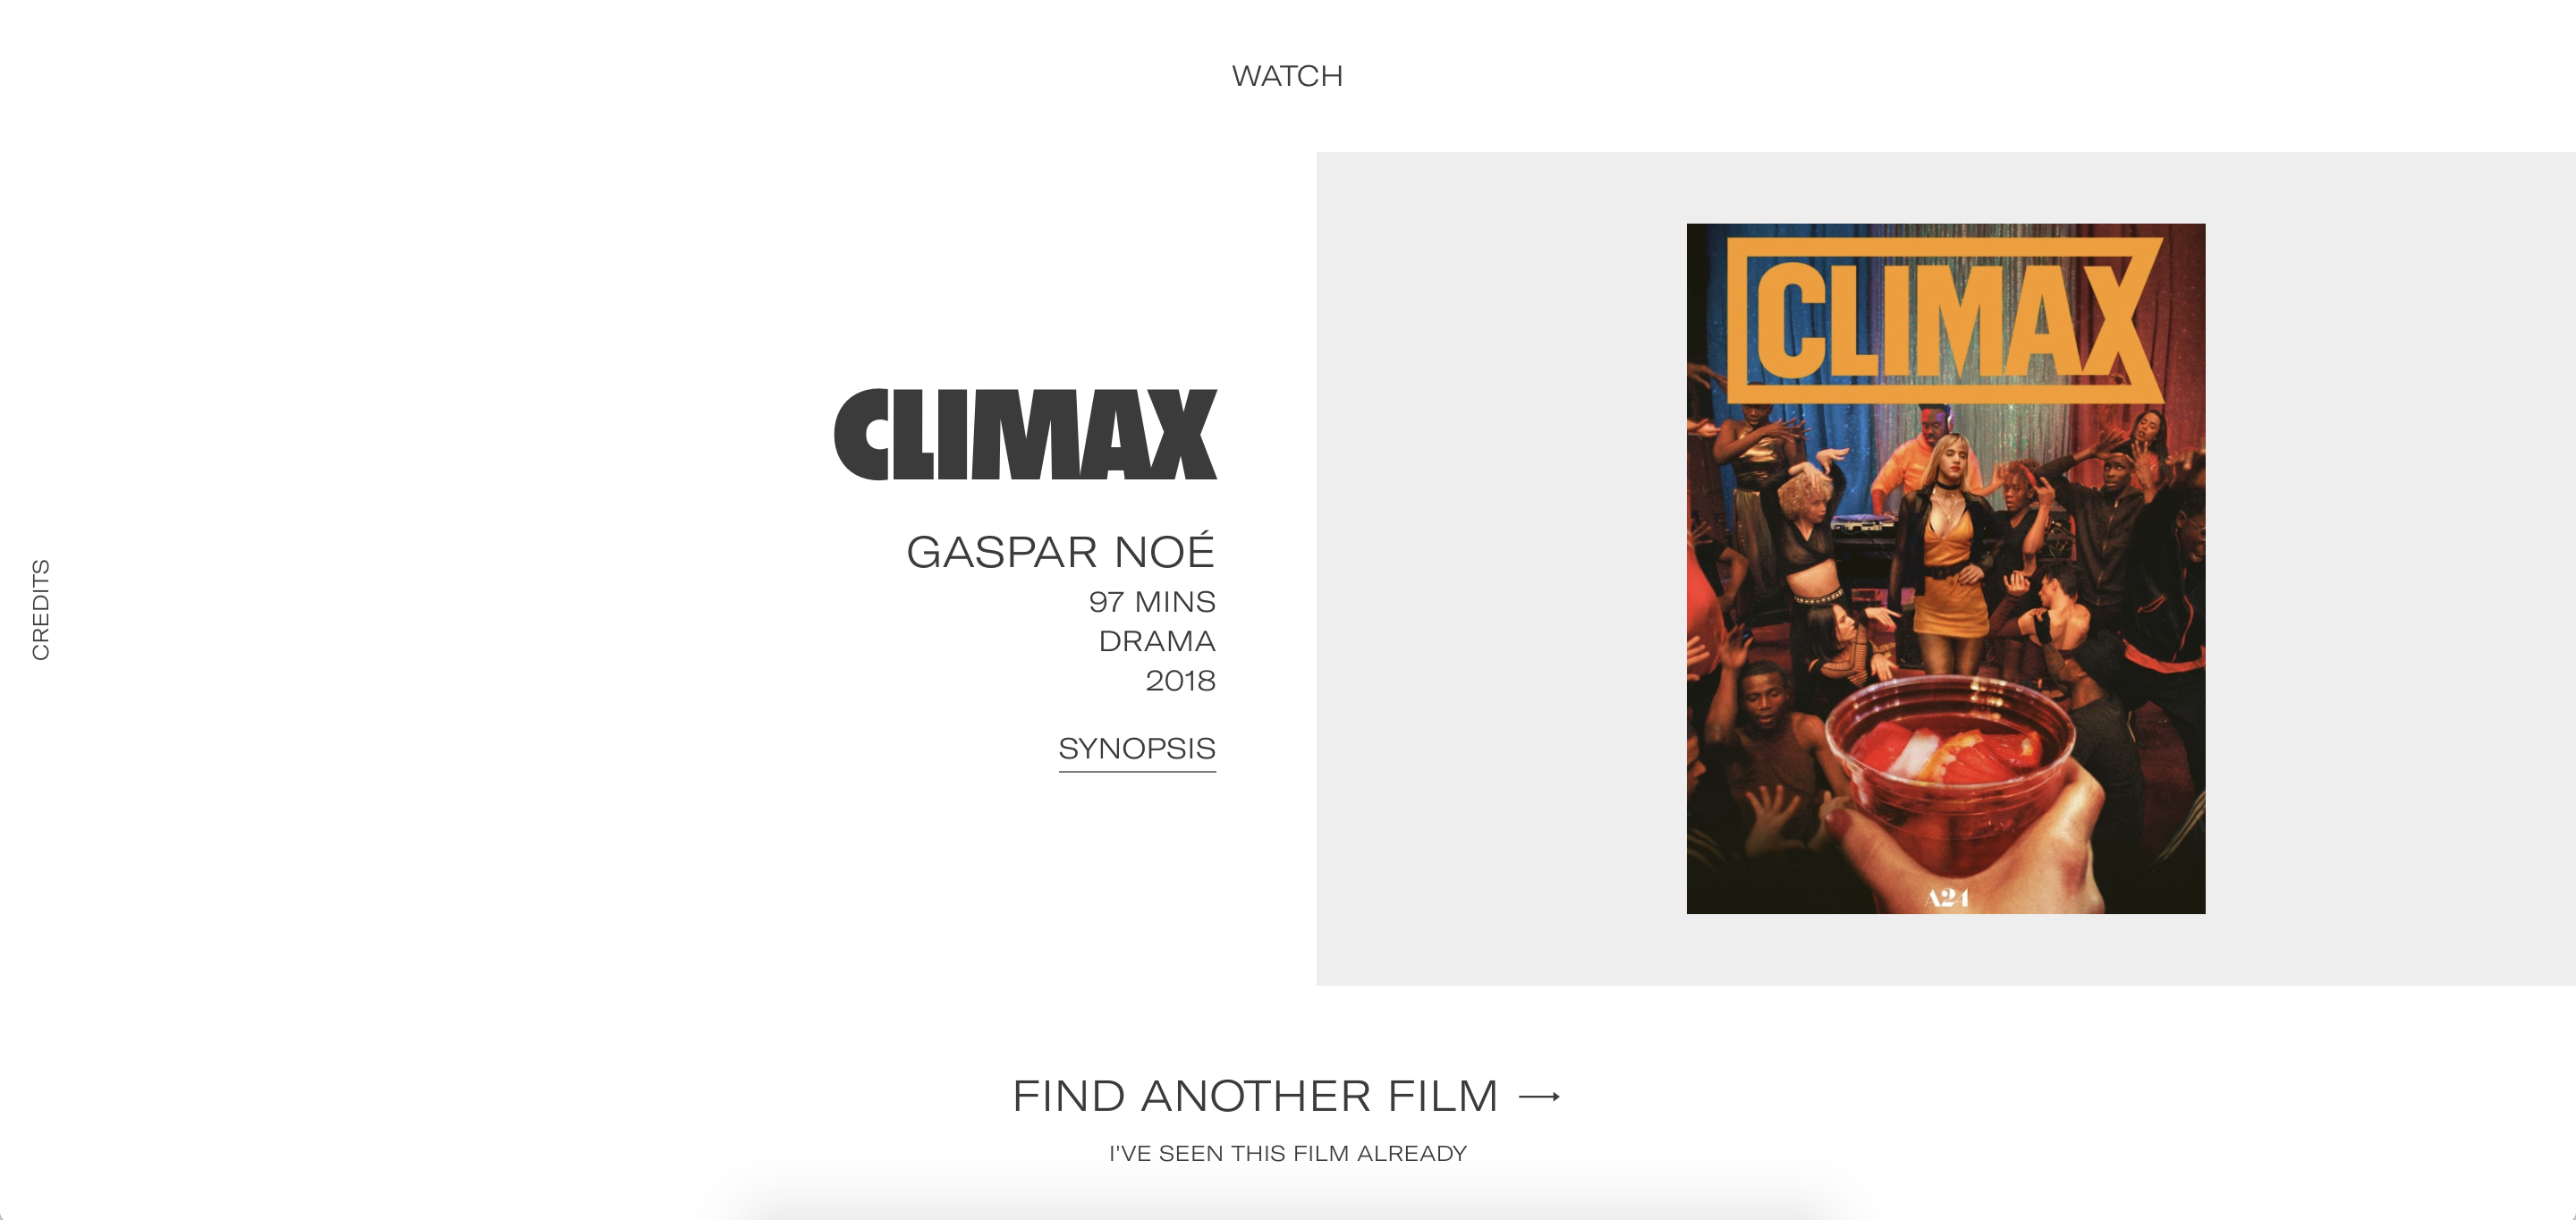 WATCH
CREDITS
CLIMAX
GASPAR NOÉ
97 MINS
DRAMA
2018
SYNOPSIS
CLIMAX
A24
FIND ANOTHER FILM →
I'VE SEEN THIS FILM ALREADY